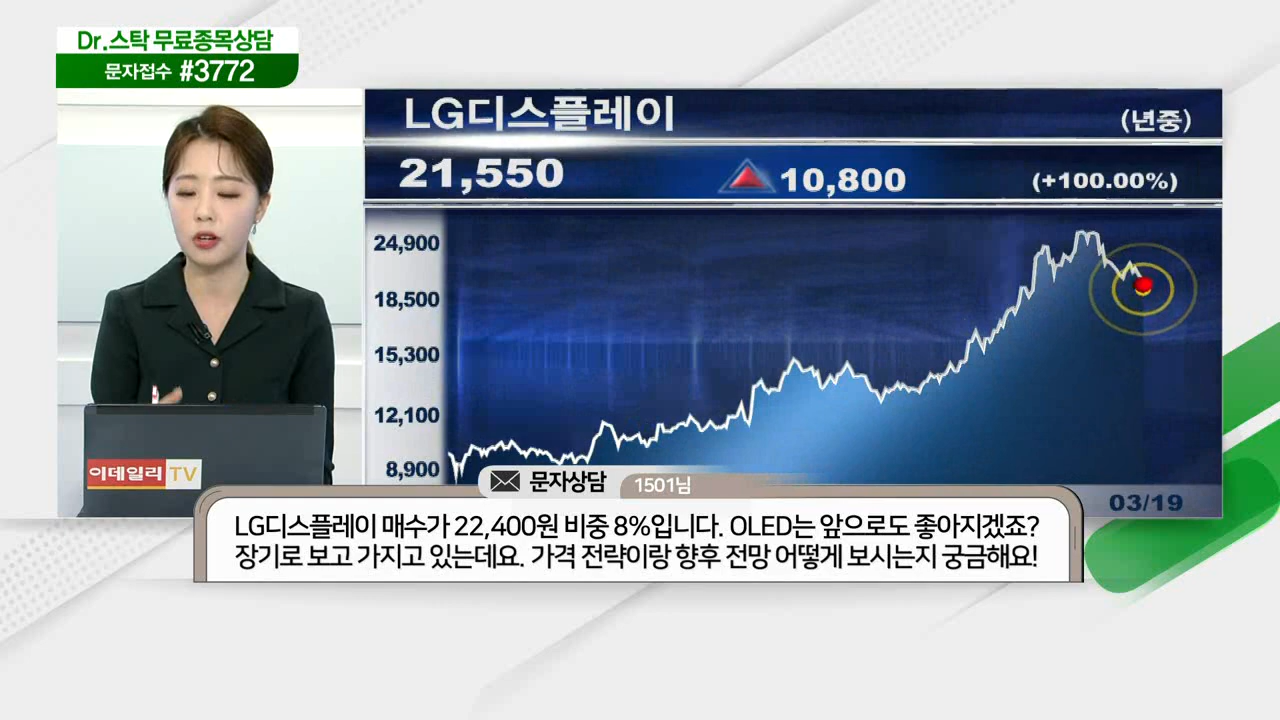 Dr.스탁 무료종목상담
문자접수 #3772
LG디스플레이 (년중)
21,550 10,800 (+100.00%)
24,900
18,500
15,300
12,100
8,900
03/19
이데일리 TV
문자상담 1501님
LG디스플레이 매수가 22,400원 비중 8%입니다. OLED는 앞으로도 좋아지겠죠?
장기로 보고 가지고 있는데요. 가격 전략이랑 향후 전망 어떻게 보시는지 궁금해요!